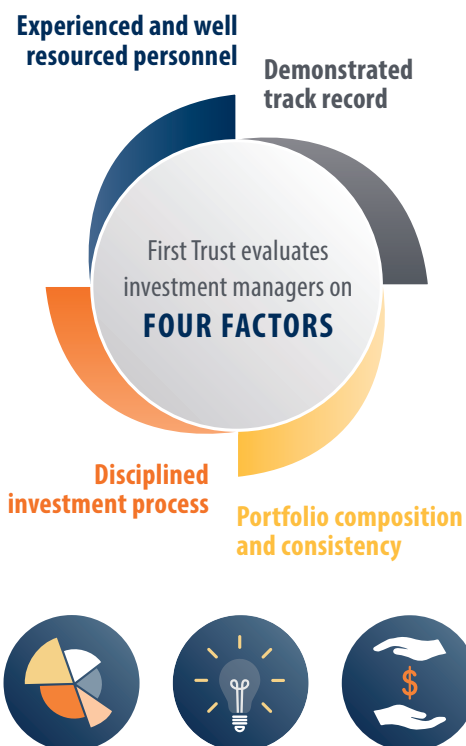 Experienced and well
resourced personnel
Demonstrated
track record
First Trust evaluates
investment managers on
FOUR FACTORS
Disciplined
investment process
Portfolio composition
and consistency
$